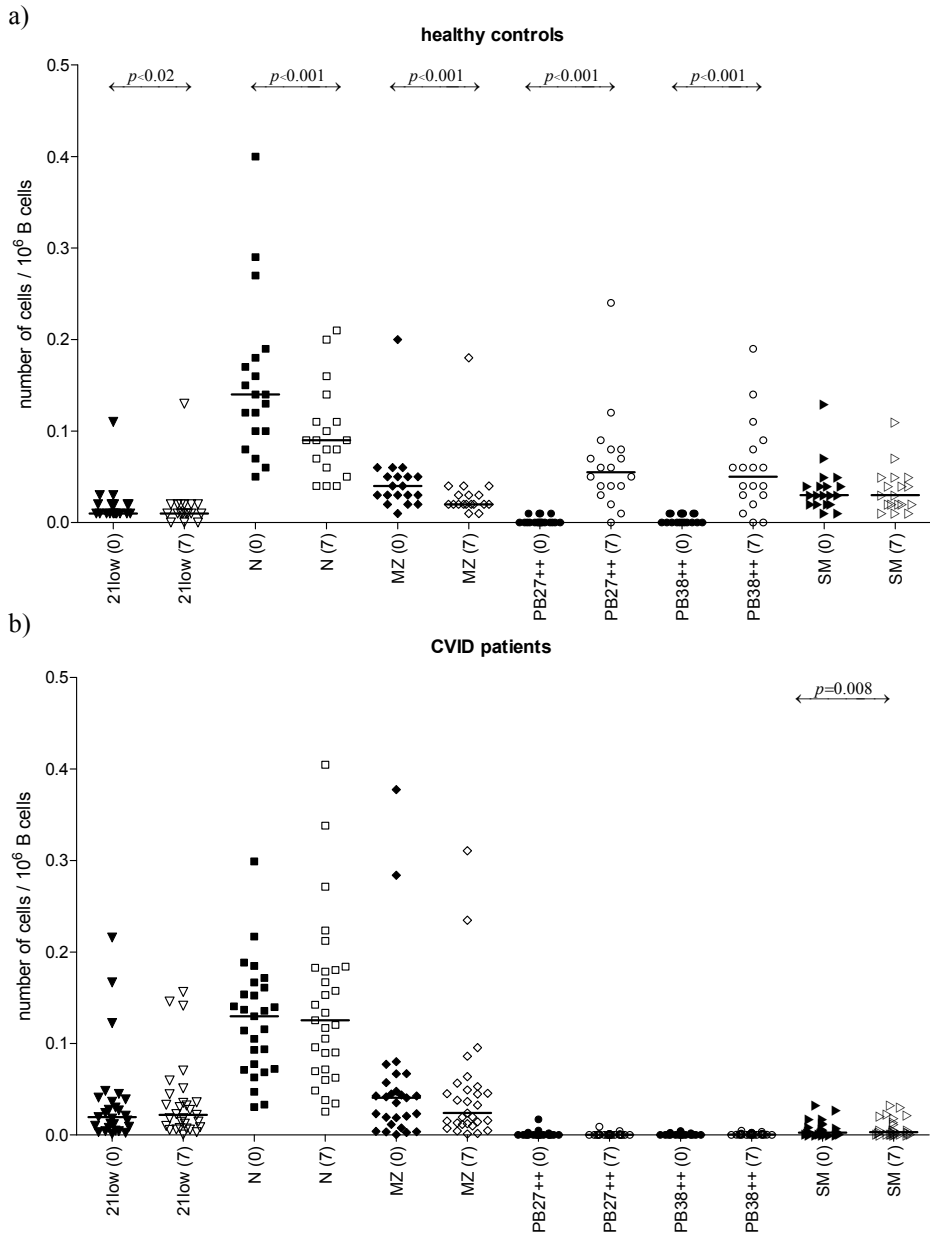 a)
healthy controls
number of cells / 10⁶ B cells
0.5
0.4
0.3
0.2
0.1
0.0
p<0.02
p<0.001
p<0.001
p<0.001
p<0.001
21low (0)
21low (7)
N (0)
N (7)
MZ (0)
MZ (7)
PB27++ (0)
PB27++ (7)
PB38++ (0)
PB38++ (7)
SM (0)
SM (7)
b)
CVID patients
number of cells / 10⁶ B cells
0.5
0.4
0.3
0.2
0.1
0.0
p=0.008
21low (0)
21low (7)
N (0)
N (7)
MZ (0)
MZ (7)
PB27++ (0)
PB27++ (7)
PB38++ (0)
PB38++ (7)
SM (0)
SM (7)